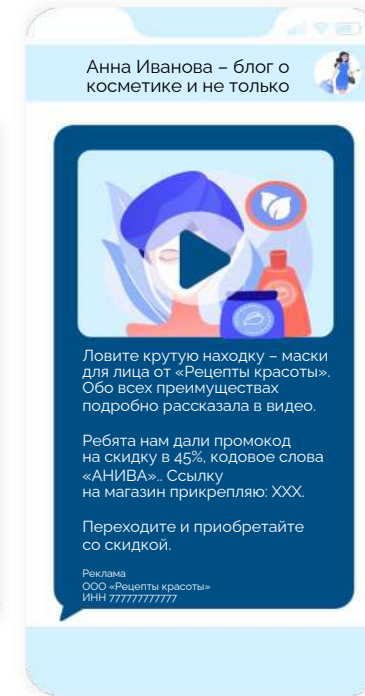 Анна Иванова – блог о
косметике и не только
Ловите крутую находку – маски
для лица от «Рецепты красоты».
Обо всех преимуществах
подробно рассказала в видео.
Ребята нам дали промокод
на скидку в 45%, кодовое слова
«АНИВА».. Ссылку
на магазин прикрепляю: XXX.
Переходите и приобретайте
со скидкой.
Реклама
ООО «Рецепты красоты»
ИНН 777777777777